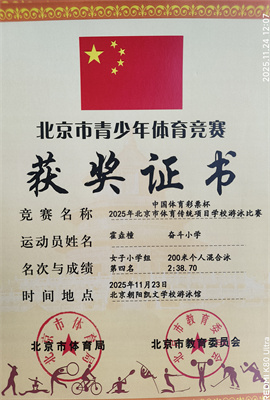 北京市青少年体育竞赛
获奖证书
中国体育彩票杯
竞赛名称 2025年北京市体育传统项目学校游泳比赛
运动员姓名 霍垚橦 奋斗小学
女子小学组 200米个人混合泳
名次与成绩 第四名 2:38.70
2025年11月23日
时间地点 北京朝阳凯文学校游泳馆
北京市体育局 北京市教育委员会
2025.11.24 12:07